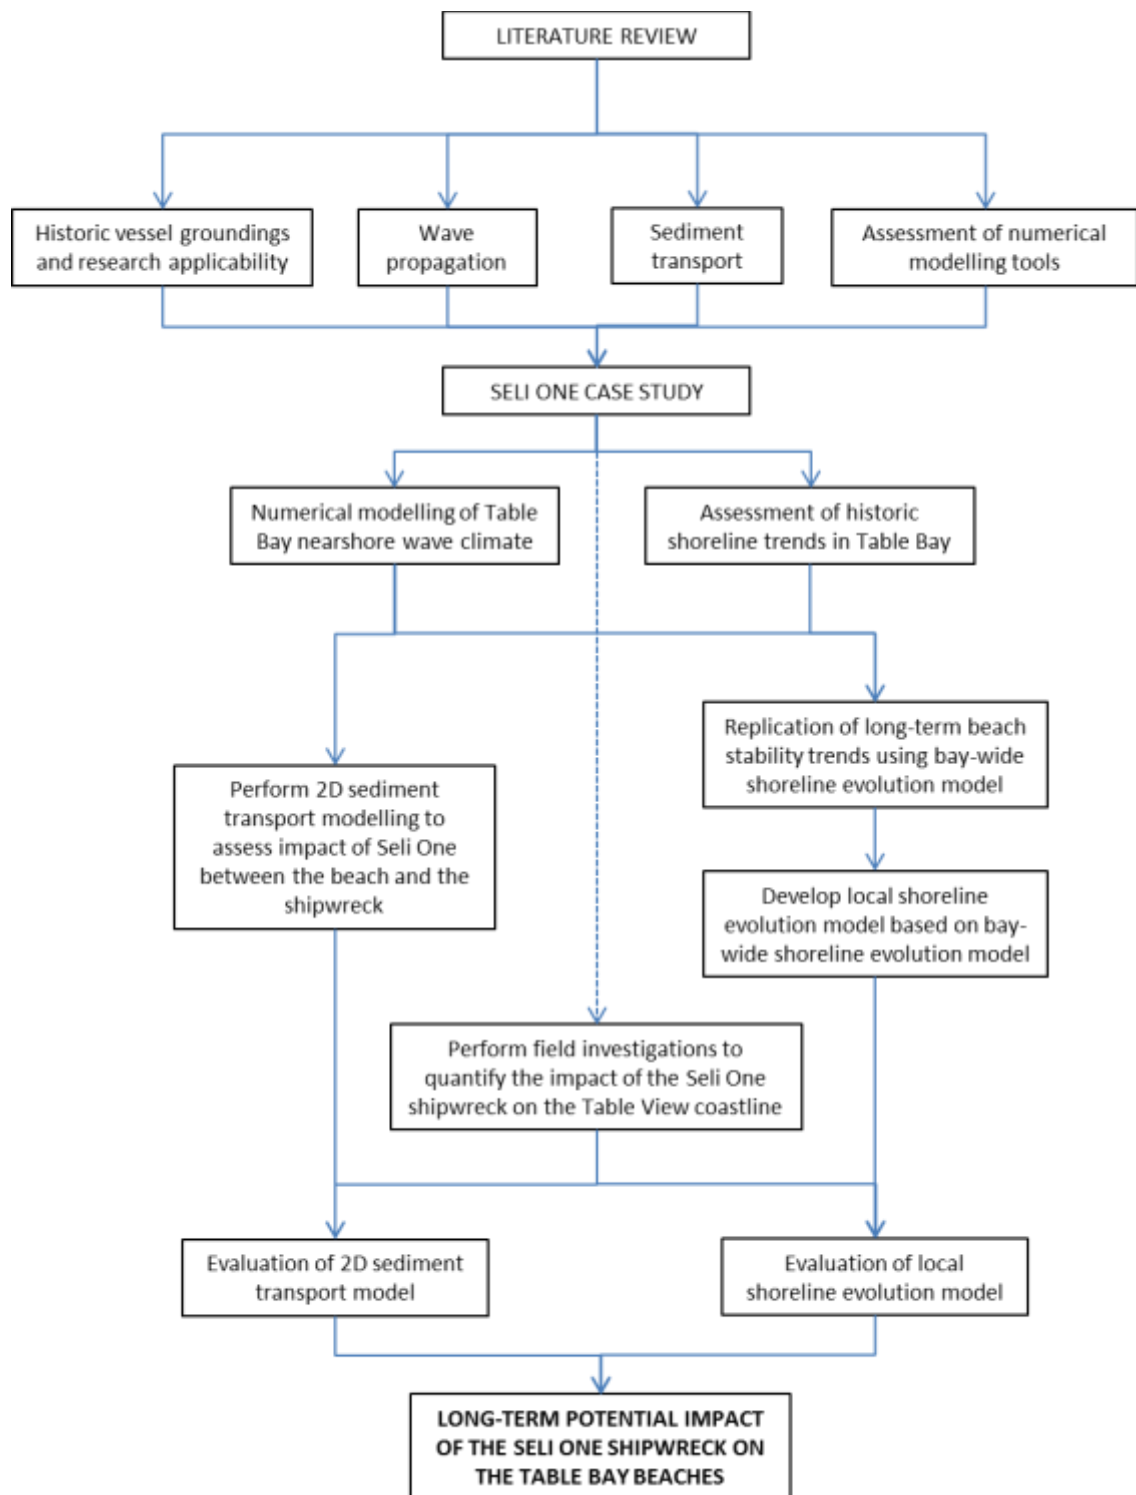 LITERATURE REVIEW
Historic vessel groundings
and research applicability
Wave
propagation
Sediment
transport
Assessment of numerical
modelling tools
SELI ONE CASE STUDY
Numerical modelling of Table
Bay nearshore wave climate
Assessment of historic
shoreline trends in Table Bay
Replication of long-term beach
stability trends using bay-wide
shoreline evolution model
Perform 2D sediment
transport modelling to
assess impact of Seli One
between the beach and the
shipwreck
Develop local shoreline
evolution model based on bay-
wide shoreline evolution model
Perform field investigations to
quantify the impact of the Seli One
shipwreck on the Table View coastline
Evaluation of 2D sediment
transport model
Evaluation of local
shoreline evolution model
LONG-TERM POTENTIAL IMPACT
OF THE SELI ONE SHIPWRECK ON
THE TABLE BAY BEACHES